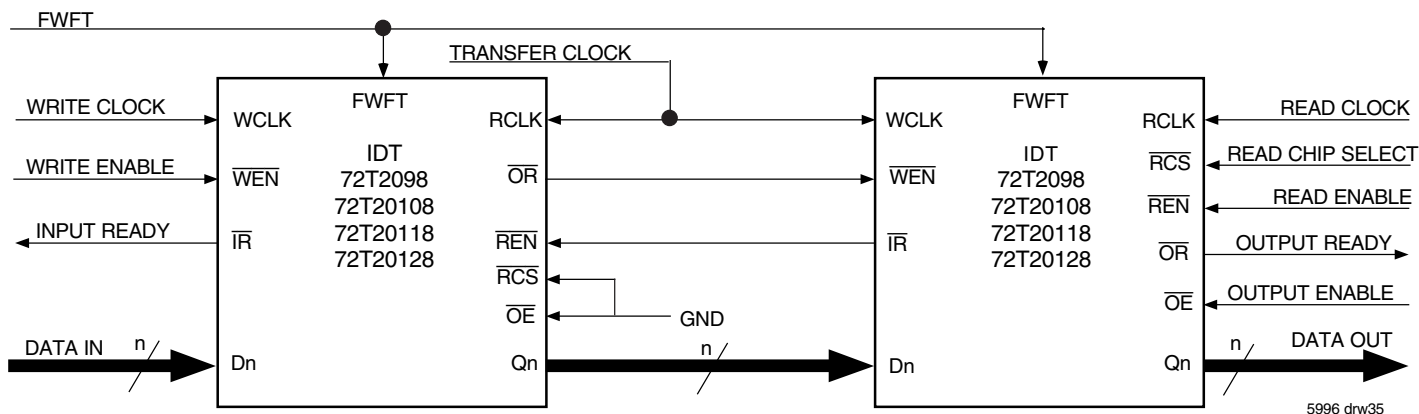 FWFT
TRANSFER CLOCK
WRITE CLOCK
WRITE ENABLE
INPUT READY
DATA IN
n
FWFT
WCLK
WEN
IR
Dn
IDT
72T2098
72T20108
72T20118
72T20128
RCLK
OR
REN
RCS
OE
Qn
GND
n
FWFT
WCLK
WEN
IR
Dn
IDT
72T2098
72T20108
72T20118
72T20128
RCLK
RCS
REN
OR
OE
Qn
READ CLOCK
READ CHIP SELECT
READ ENABLE
OUTPUT READY
OUTPUT ENABLE
n
DATA OUT
5996 drw35